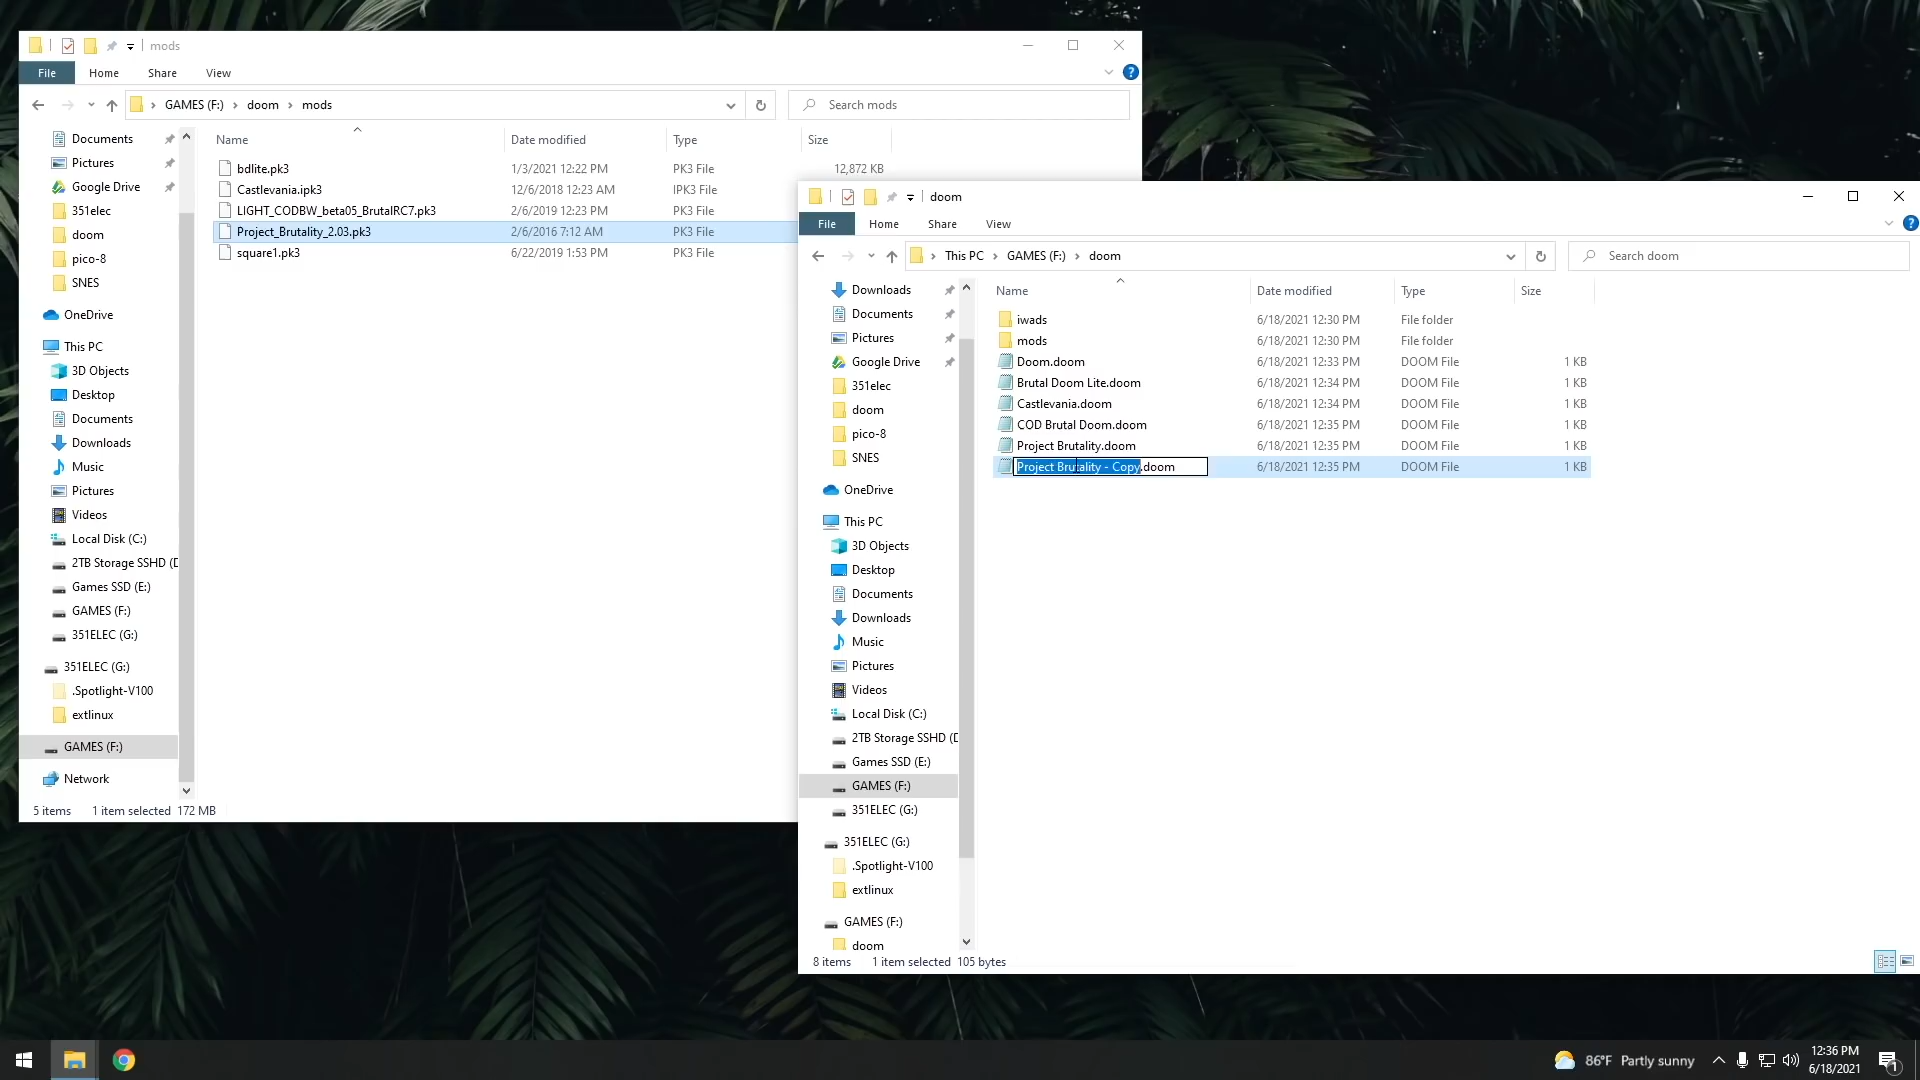 mods
File Home Share View
GAMES (F:) doom mods
Search mods
Name Date modified Type Size
bdlite.pk3 1/3/2021 12:22 PM PK3 File 12,872 KB
Castlevania.ipk3 12/6/2018 12:23 AM IPK3 File
LIGHT_CODBW_beta05_BrutalRC7.pk3 2/6/2019 12:23 PM PK3 File
Project_Brutality_2.03.pk3 2/6/2016 7:12 AM PK3 File
square1.pk3 6/22/2019 1:53 PM PK3 File
Documents
Pictures
Google Drive
351elec
doom
pico-8
SNES
OneDrive
This PC
3D Objects
Desktop
Documents
Downloads
Music
Pictures
Videos
Local Disk (C:)
2TB Storage SSHD (D
Games SSD (E:)
GAMES (F:)
351ELEC (G:)
351ELEC (G:)
.Spotlight-V100
extlinux
GAMES (F:)
Network
5 items 1 item selected 172 MB
doom
File Home Share View
This PC GAMES (F:) doom
Search doom
Name Date modified Type Size
iwads 6/18/2021 12:30 PM File folder
mods 6/18/2021 12:30 PM File folder
Doom.doom 6/18/2021 12:33 PM DOOM File 1 KB
Brutal Doom Lite.doom 6/18/2021 12:34 PM DOOM File 1 KB
Castlevania.doom 6/18/2021 12:34 PM DOOM File 1 KB
COD Brutal Doom.doom 6/18/2021 12:35 PM DOOM File 1 KB
Project Brutality.doom 6/18/2021 12:35 PM DOOM File 1 KB
Project Brutality - Copy.doom 6/18/2021 12:35 PM DOOM File 1 KB
Downloads
Documents
Pictures
Google Drive
351elec
doom
pico-8
SNES
OneDrive
This PC
3D Objects
Desktop
Documents
Downloads
Music
Pictures
Videos
Local Disk (C:)
2TB Storage SSHD (D
Games SSD (E:)
GAMES (F:)
351ELEC (G:)
351ELEC (G:)
.Spotlight-V100
extlinux
GAMES (F:)
doom
8 items 1 item selected 105 bytes
86°F Partly sunny
12:36 PM
6/18/2021
1